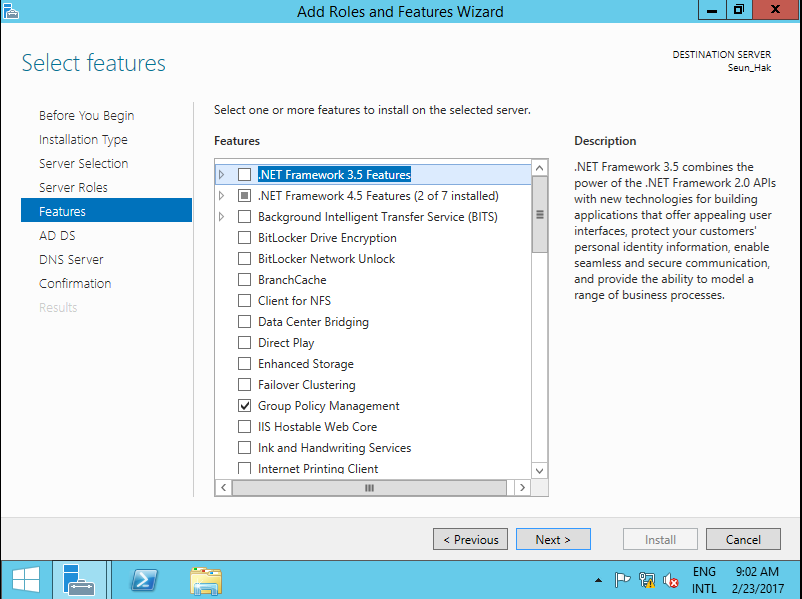 Add Roles and Features Wizard
Select features
DESTINATION SERVER
Seun_Hak
Before You Begin
Installation Type
Server Selection
Server Roles
Features
AD DS
DNS Server
Confirmation
Results
Select one or more features to install on the selected server.
Features
.NET Framework 3.5 Features
.NET Framework 4.5 Features (2 of 7 installed)
Background Intelligent Transfer Service (BITS)
BitLocker Drive Encryption
BitLocker Network Unlock
BranchCache
Client for NFS
Data Center Bridging
Direct Play
Enhanced Storage
Failover Clustering
Group Policy Management
IIS Hostable Web Core
Ink and Handwriting Services
Internet Printing Client
Description
.NET Framework 3.5 combines the
power of the .NET Framework 2.0 APIs
with new technologies for building
applications that offer appealing user
interfaces, protect your customers'
personal identity information, enable
seamless and secure communication,
and provide the ability to model a
range of business processes.
< Previous
Next >
Install
Cancel
ENG
INTL
9:02 AM
2/23/2017